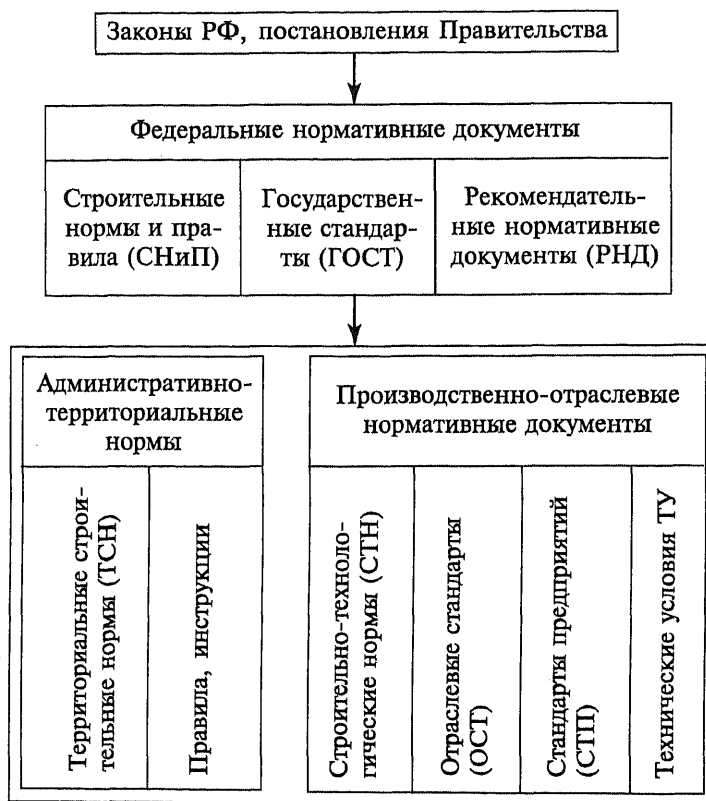 Законы РФ, постановления Правительства
Федеральные нормативные документы
Строительные
нормы и пра-
вила (СНиП)
Государствен-
ные стандар-
ты (ГОСТ)
Рекомендатель-
ные нормативные
документы (РНД)
Административно-
территориальные
нормы
Территориальные строи-
тельные нормы (ТСН)
Правила, инструкции
Производственно-отраслевые
нормативные документы
Строительно-техноло-
гические нормы (СТН)
Отраслевые стандарты
(ОСТ)
Стандарты предприятий
(СТП)
Технические условия ТУ